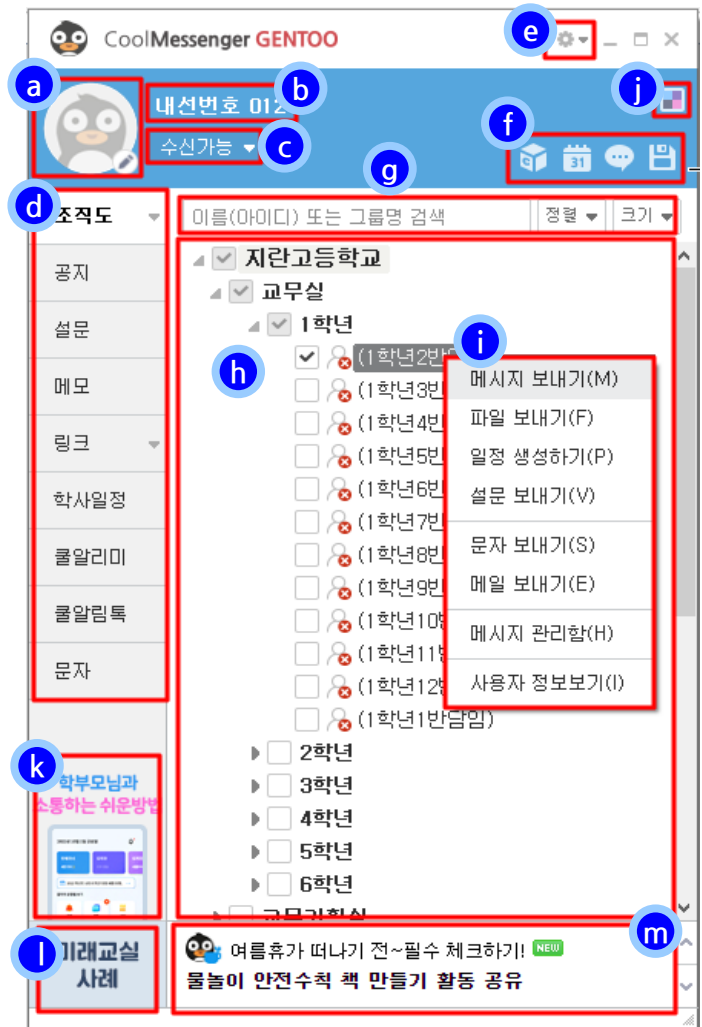 CoolMessenger GENTOO
e
a
b
내선번호 012
j
수신가능
c
f
31
g
d
조직도
이름(아이디) 또는 그룹명 검색
정렬
크기
공지
설문
메모
링크
학사일정
쿨알리미
쿨알림톡
문자
지란고등학교
교무실
1학년
h
i
(1학년2반
(1학년3반
(1학년4반
(1학년5반
(1학년6반
(1학년7반
(1학년8반
(1학년9반
(1학년10
(1학년11
(1학년12
(1학년1반담임)
메시지 보내기(M)
파일 보내기(F)
일정 생성하기(P)
설문 보내기(V)
문자 보내기(S)
메일 보내기(E)
메시지 관리함(H)
사용자 정보보기(I)
2학년
3학년
4학년
5학년
6학년
k
학부모님과
소통하는 쉬운방법
l
미래교실
사례
m
여름휴가 떠나기 전~필수 체크하기! NEW
물놀이 안전수칙 책 만들기 활동 공유